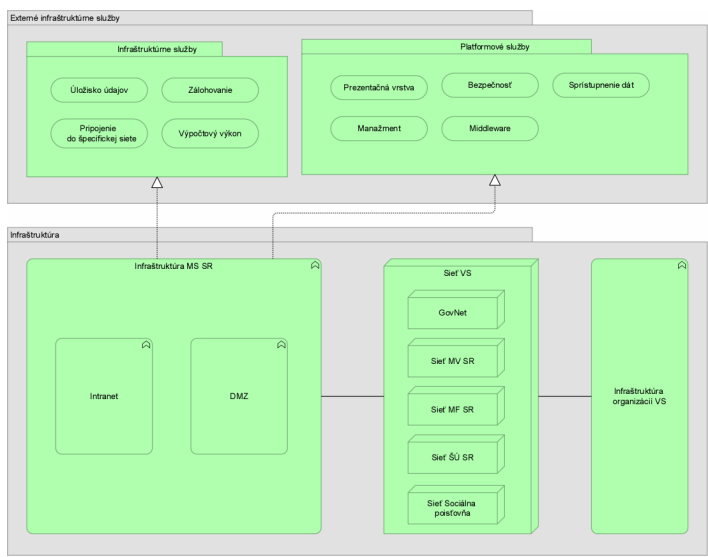 Externé infraštruktúrne služby
Infraštruktúrne služby
Úložisko údajov
Zálohovanie
Pripojenie
do špecifickej siete
Výpočtový výkon
Platformové služby
Prezentačná vrstva
Bezpečnosť
Sprístupnenie dát
Manažment
Middleware
Infraštruktúra
Infraštruktúra MS SR
Intranet
DMZ
Sieť VS
GovNet
Sieť MV SR
Sieť MF SR
Sieť ŠÚ SR
Sieť Sociálna
poisťovňa
Infraštruktúra
organizácií VS